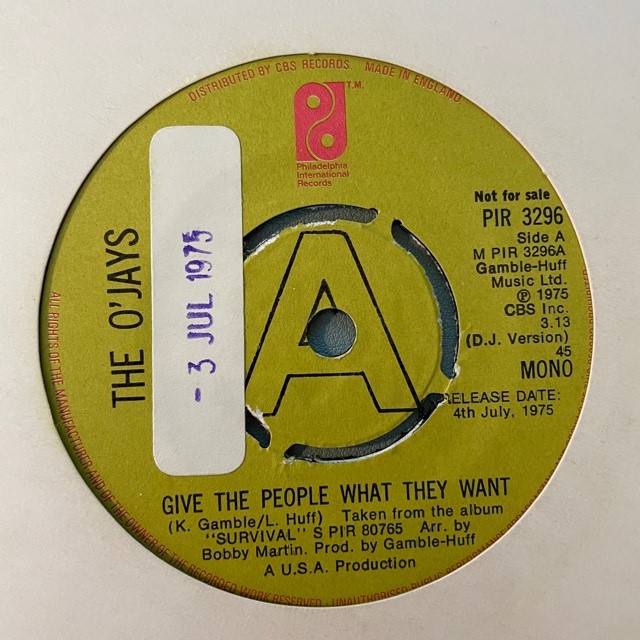 DISTRIBUTED BY CBS RECORDS. MADE IN ENGLAND
T.M.
Philadelphia
International
Records
THE O'JAYS
- 3 JUL 1975
A
Not for sale
PIR 3296
Side A
M PIR 3296A
Gamble-Huff
Music Ltd.
℗ 1975
CBS Inc.
3.13
(D.J. Version)
45
MONO
RELEASE DATE:
4th July, 1975
GIVE THE PEOPLE WHAT THEY WANT
(K. Gamble/L. Huff) Taken from the album
"SURVIVAL" S PIR 80765 Arr. by
Bobby Martin. Prod. by Gamble-Huff
A U.S.A. Production
ALL RIGHTS OF THE MANUFACTURER AND OF THE OWNER OF THE RECORDED WORK RESERVED. UNAUTHORISED PUBLIC